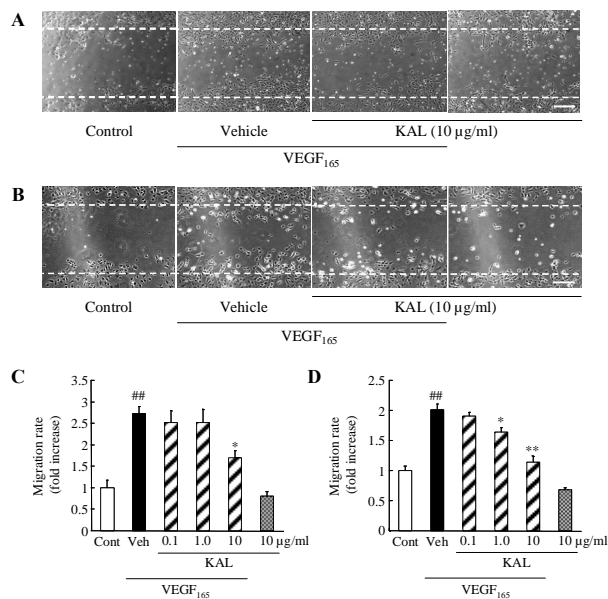 A
Control Vehicle KAL (10 µg/ml)
VEGF165
B
Control Vehicle KAL (10 µg/ml)
VEGF165
C
Migration rate
(fold increase)
3.5
3
2.5
2
1.5
1
0.5
0
##
*
Cont Veh 0.1 1.0 10 10 µg/ml
KAL
VEGF165
D
Migration rate
(fold increase)
2.5
2
1.5
1
0.5
0
##
*
**
Cont Veh 0.1 1.0 10 10 µg/ml
KAL
VEGF165